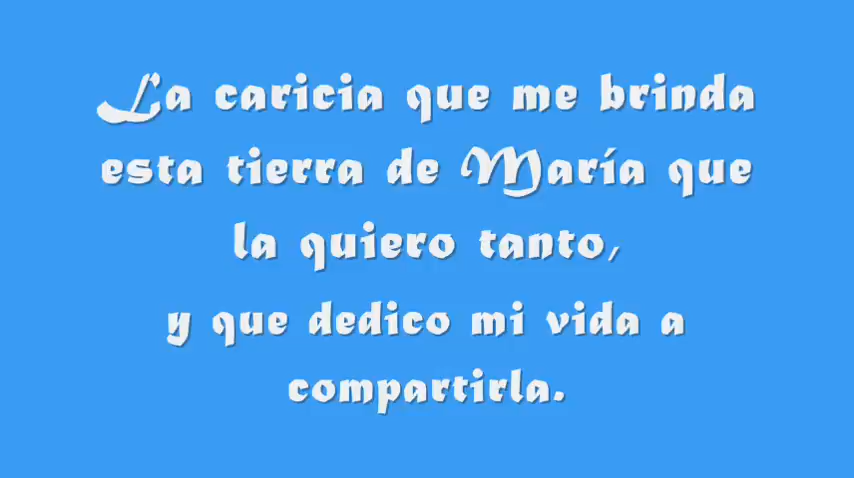 La caricia que me brinda
esta tierra de María que
la quiero tanto,
y que dedico mi vida a
compartirla.